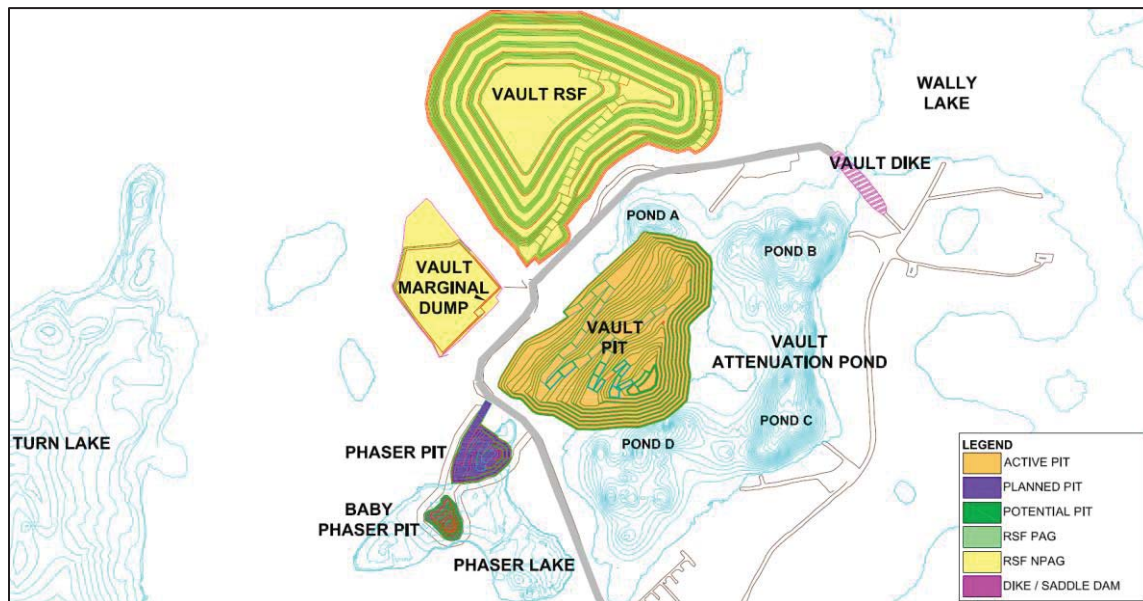 VAULT RSF
WALLY
LAKE
VAULT DIKE
POND A
POND B
VAULT
MARGINAL
DUMP
VAULT
PIT
VAULT
ATTENUATION POND
TURN LAKE
PHASER PIT
POND D
POND C
BABY
PHASER PIT
PHASER LAKE
LEGEND
ACTIVE PIT
PLANNED PIT
POTENTIAL PIT
RSF PAG
RSF NPAG
DIKE / SADDLE DAM